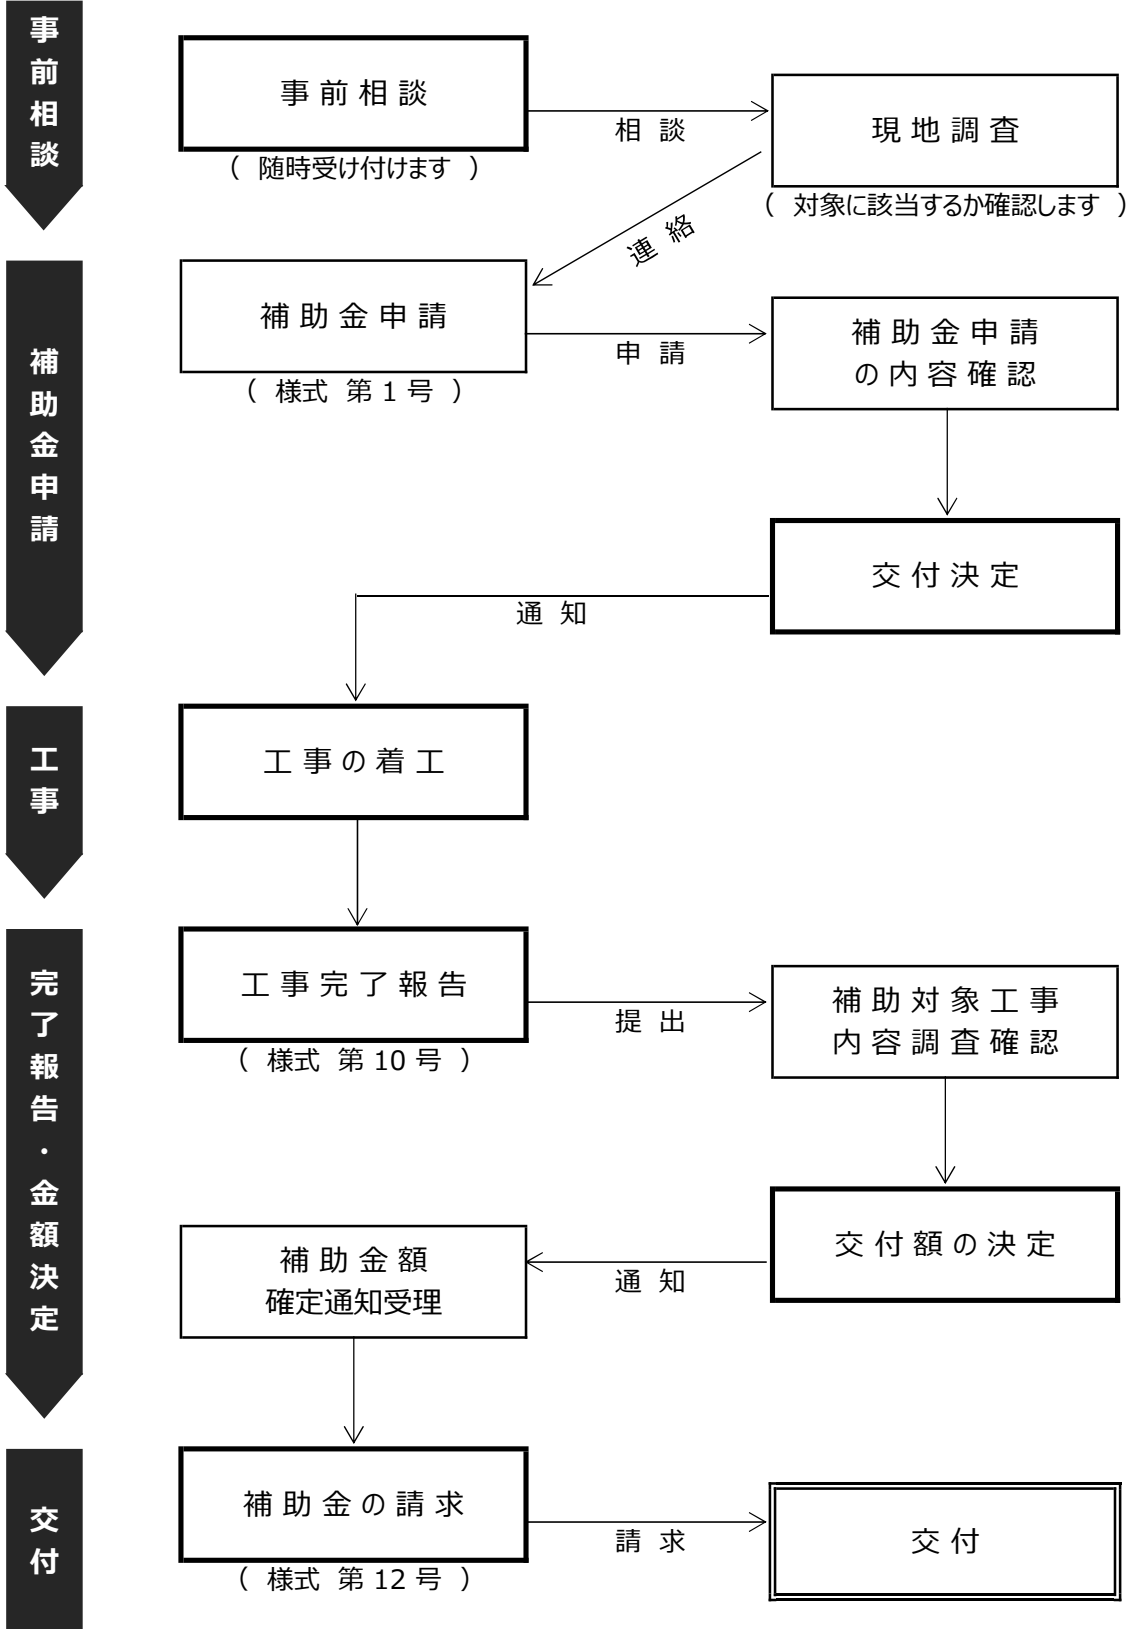 事前相談
事前相談
（ 随時受け付けます ）
相 談
現地調査
（ 対象に該当するか確認します ）
連 絡
補助金申請
補助金申請
（ 様式 第１号 ）
申 請
補助金申請
の内容確認
交付決定
通 知
工事
工事の着工
完了報告・金額決定
工事完了報告
（ 様式 第 10 号 ）
提 出
補助対象工事
内容調査確認
交付額の決定
通 知
補助金額
確定通知受理
交付
補助金の請求
（ 様式 第 12 号 ）
請 求
交付